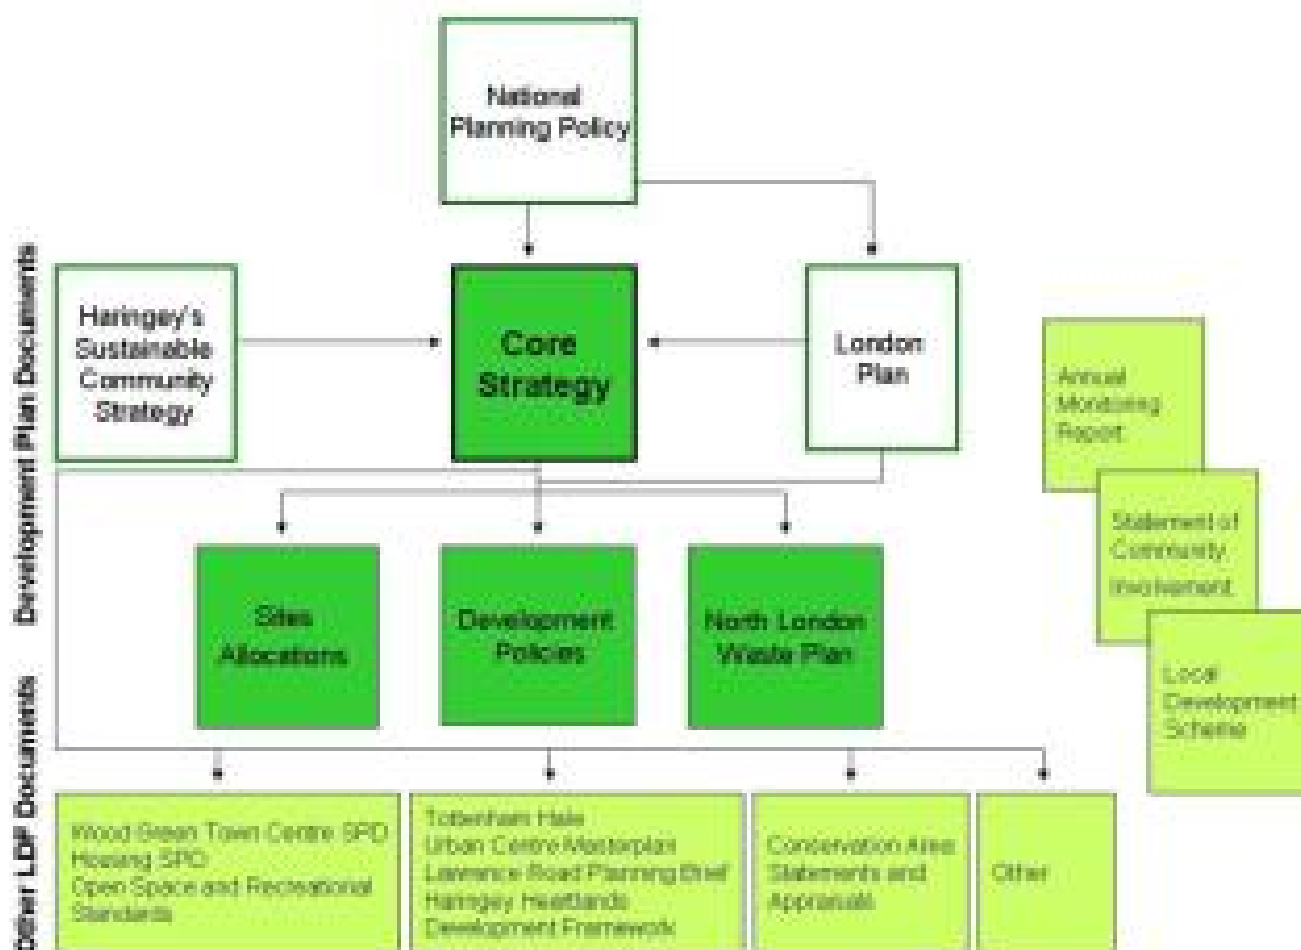 National
Planning Policy
Development Plan Documents
Haringey's
Sustainable
Community
Strategy
Core
Strategy
London
Plan
Annual
Monitoring
Report
Statement of
Community
Involvement
Local
Development
Scheme
Sites
Allocations
Development
Policies
North London
Waste Plan
Other LDF Documents
Wood Green Town Centre SPD
Housing SPD
Open Space and Recreational
Standards
Tottenham Hale
Urban Centre Masterplan
Lawrence Road Planning Brief
Haringey Heartlands
Development Framework
Conservation Area
Statements and
Appraisals
Other